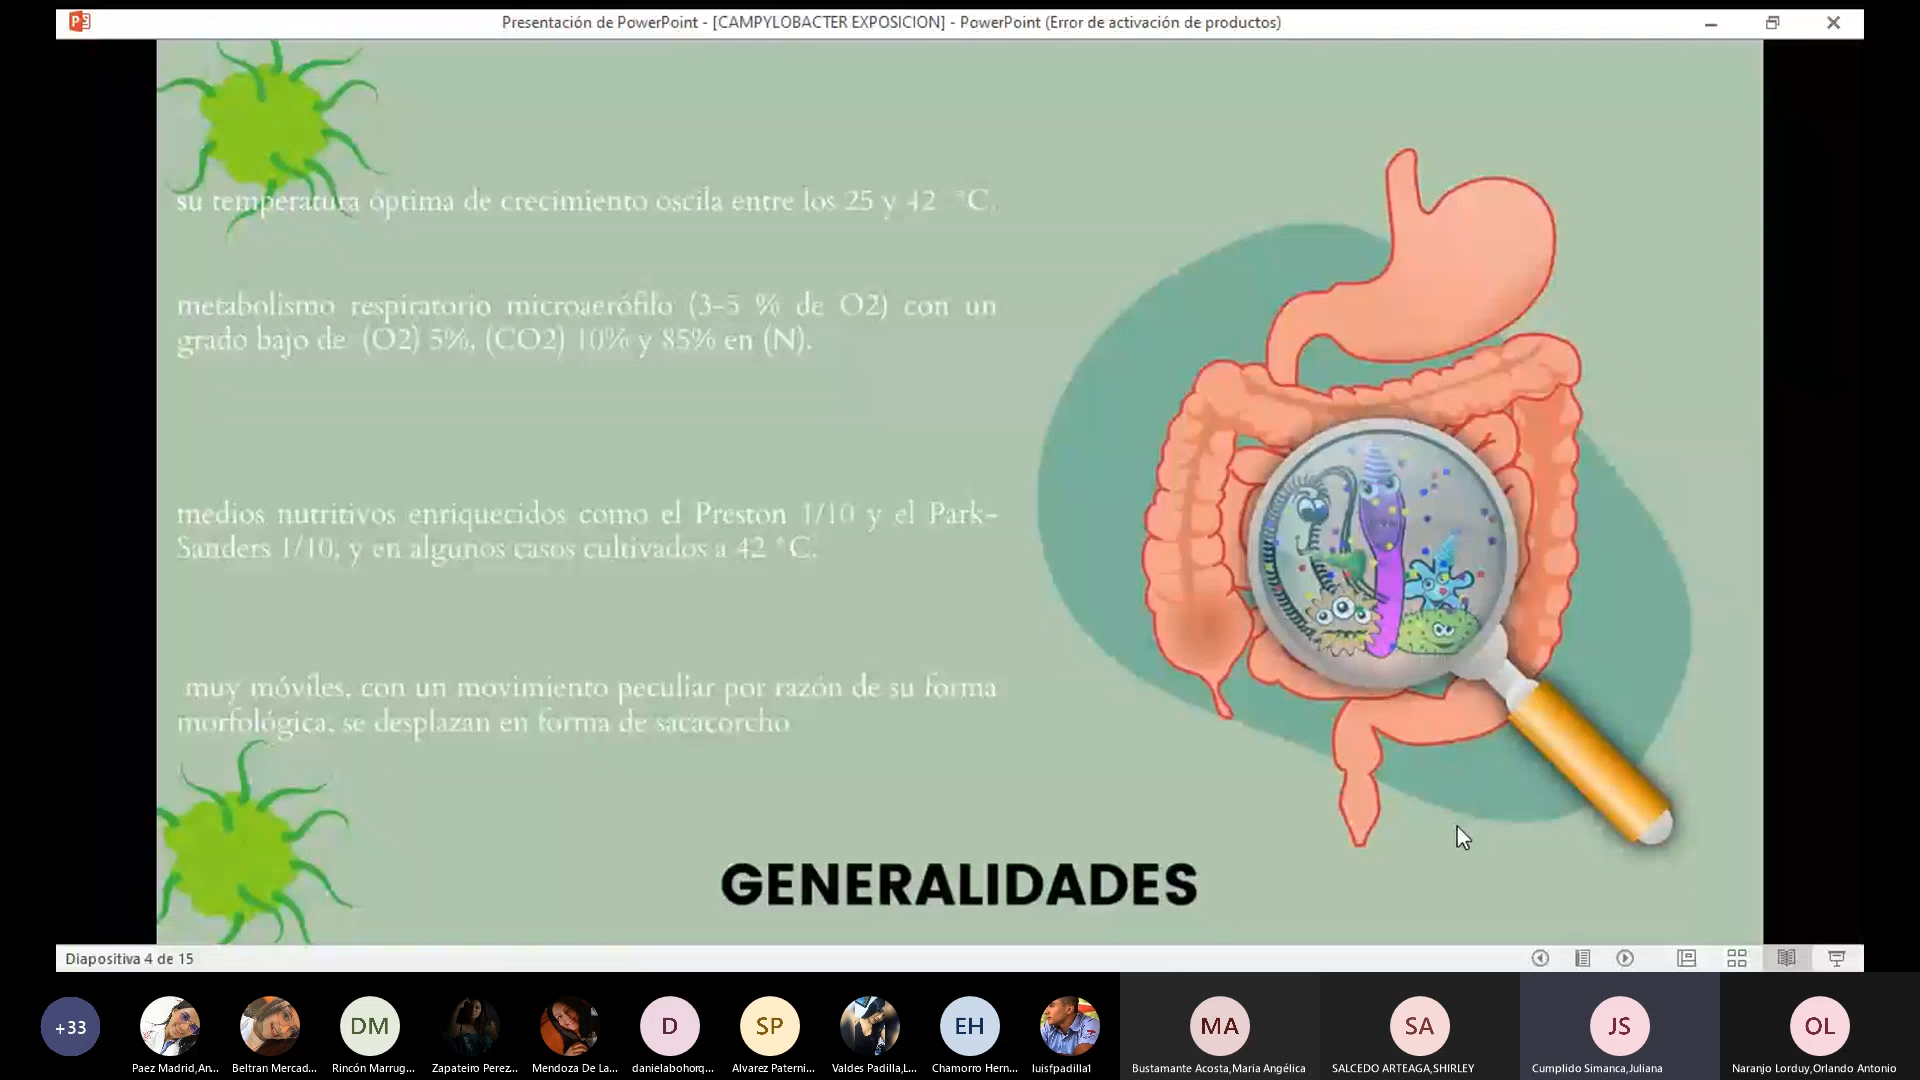 Presentación de PowerPoint - [CAMPYLOBACTER EXPOSICION] - PowerPoint (Error de activación de productos)
su temperatura óptima de crecimiento oscila entre los 25 y 42 °C.
metabolismo respiratorio microaerófilo (3-5 % de O2) con un
grado bajo de (O2) 5%, (CO2) 10% y 85% en (N).
medios nutritivos enriquecidos como el Preston 1/10 y el Park-
Sanders 1/10, y en algunos casos cultivados a 42 °C.
muy móviles, con un movimiento peculiar por razón de su forma
morfológica, se desplazan en forma de sacacorcho
GENERALIDADES
Diapositiva 4 de 15
+33
DM
D
SP
EH
MA
SA
JS
OL
Paez Madrid,An...
Beltran Mercad...
Rincón Marrug...
Zapateiro Perez...
Mendoza De La...
danielabohorq...
Alvarez Paterni...
Valdes Padilla,L...
Chamorro Hern...
luisfpadilla1
Bustamante Acosta,Maria Angélica
SALCEDO ARTEAGA,SHIRLEY
Cumplido Simanca,Juliana
Naranjo Lorduy,Orlando Antonio